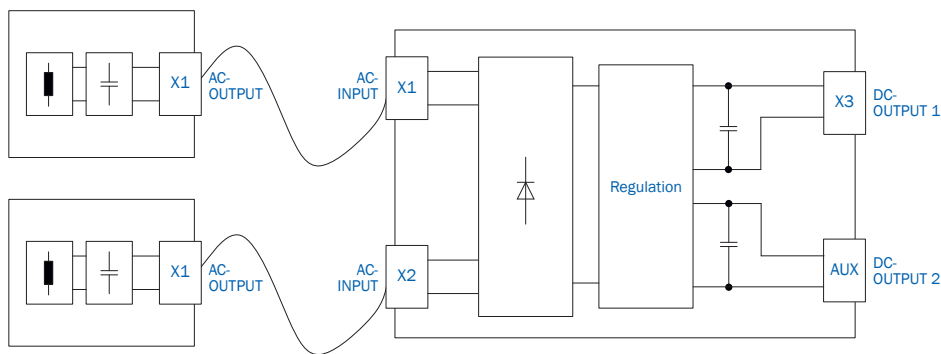 X1
AC-
OUTPUT
AC-
INPUT
X1
Regulation
X3
DC-
OUTPUT 1
X1
AC-
OUTPUT
AC-
INPUT
X2
AUX
DC-
OUTPUT 2